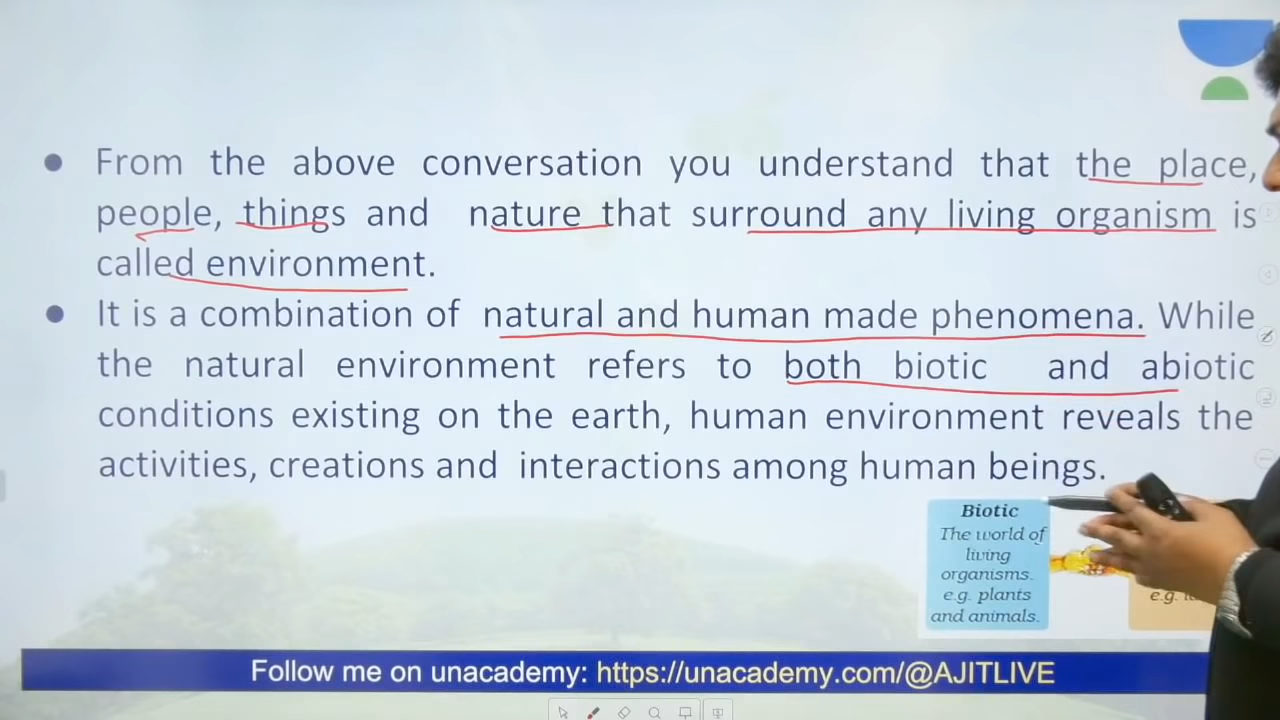 From the above conversation you understand that the place,
people, things and nature that surround any living organism is
called environment.
It is a combination of natural and human made phenomena. While
the natural environment refers to both biotic and abiotic
conditions existing on the earth, human environment reveals the
activities, creations and interactions among human beings.
Biotic
The world of
living
organisms.
e.g. plants
and animals.
e.g.
Follow me on unacademy: https://unacademy.com/@AJITLIVE